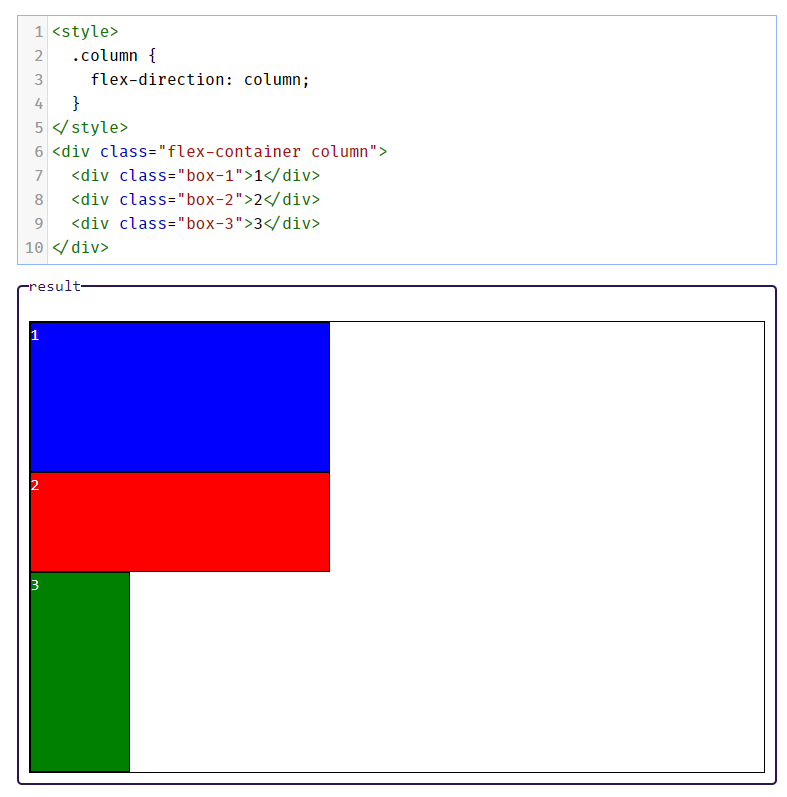 1 <style>
2   .column {
3     flex-direction: column;
4   }
5 </style>
6 <div class="flex-container column">
7   <div class="box-1">1</div>
8   <div class="box-2">2</div>
9   <div class="box-3">3</div>
10 </div>
result
1
2
3